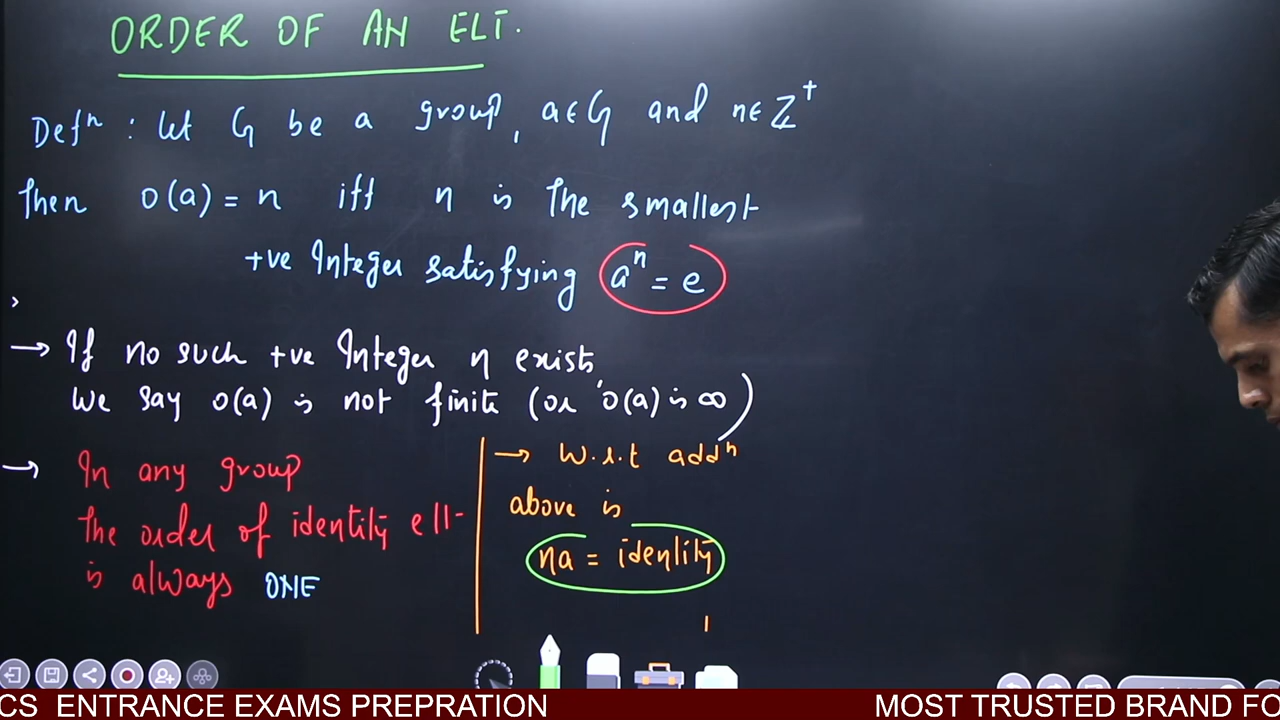 ORDER OF AN ELT.
Defⁿ : Let G be a group, a∈G and n∈Z⁺
Then o(a) = n iff n is the smallest
+ve Integer satisfying aⁿ = e
→ If no such +ve Integer n exists,
We say o(a) is not finite (or o(a) is ∞)
→ In any group
the order of identity elt.
is always ONE
→ w.r.t addⁿ
above is
na = identity
CS ENTRANCE EXAMS PREPRATION
MOST TRUSTED BRAND FO